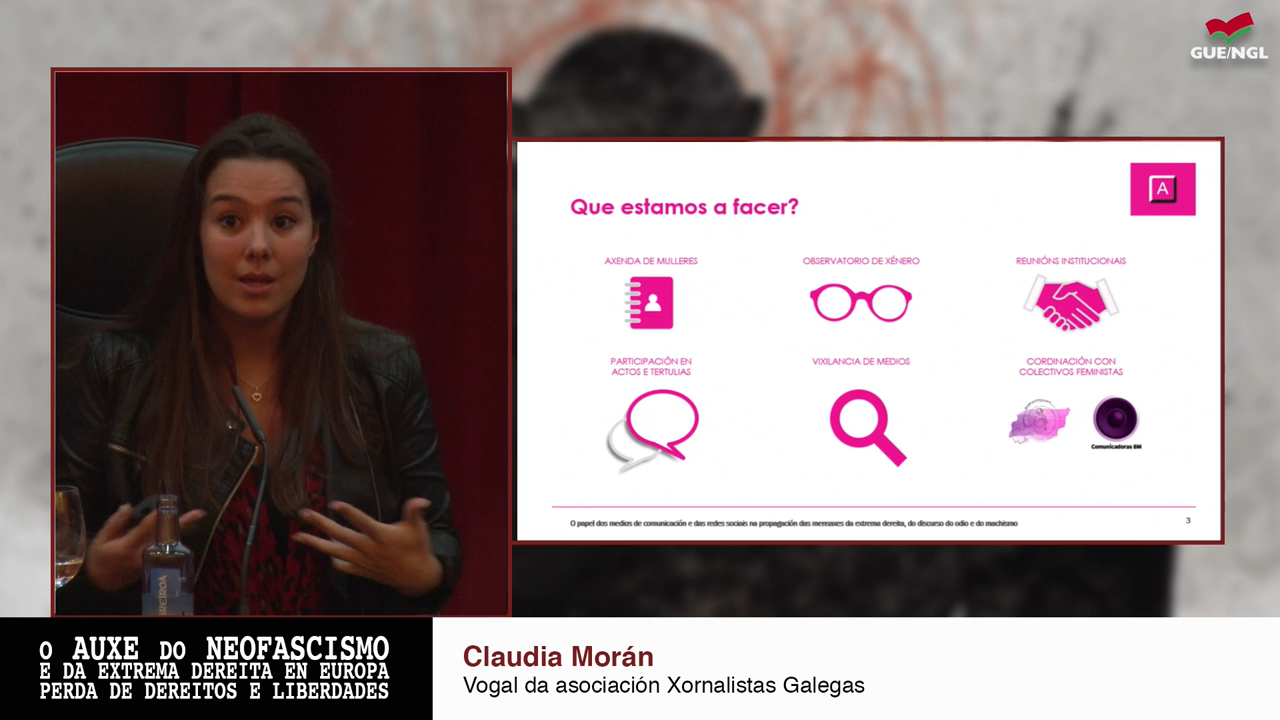 GUE/NGL
Que estamos a facer?
A
AXENDA DE MULLERES
OBSERVATORIO DE XÉNERO
REUNIÓNS INSTITUCIONAIS
PARTICIPACIÓN EN
ACTOS E TERTULIAS
VIXILANCIA DE MEDIOS
CORDINACIÓN CON
COLECTIVOS FEMINISTAS
Comunicadoras 8M
O papel dos medios de comunicación e das redes sociais na propagación das mensaxes da extrema dereita, do discurso do odio e do machismo
3
O AUXE DO NEOFASCISMO
E DA EXTREMA DEREITA EN EUROPA
PERDA DE DEREITOS E LIBERDADES
Claudia Morán
Vogal da asociación Xornalistas Galegas